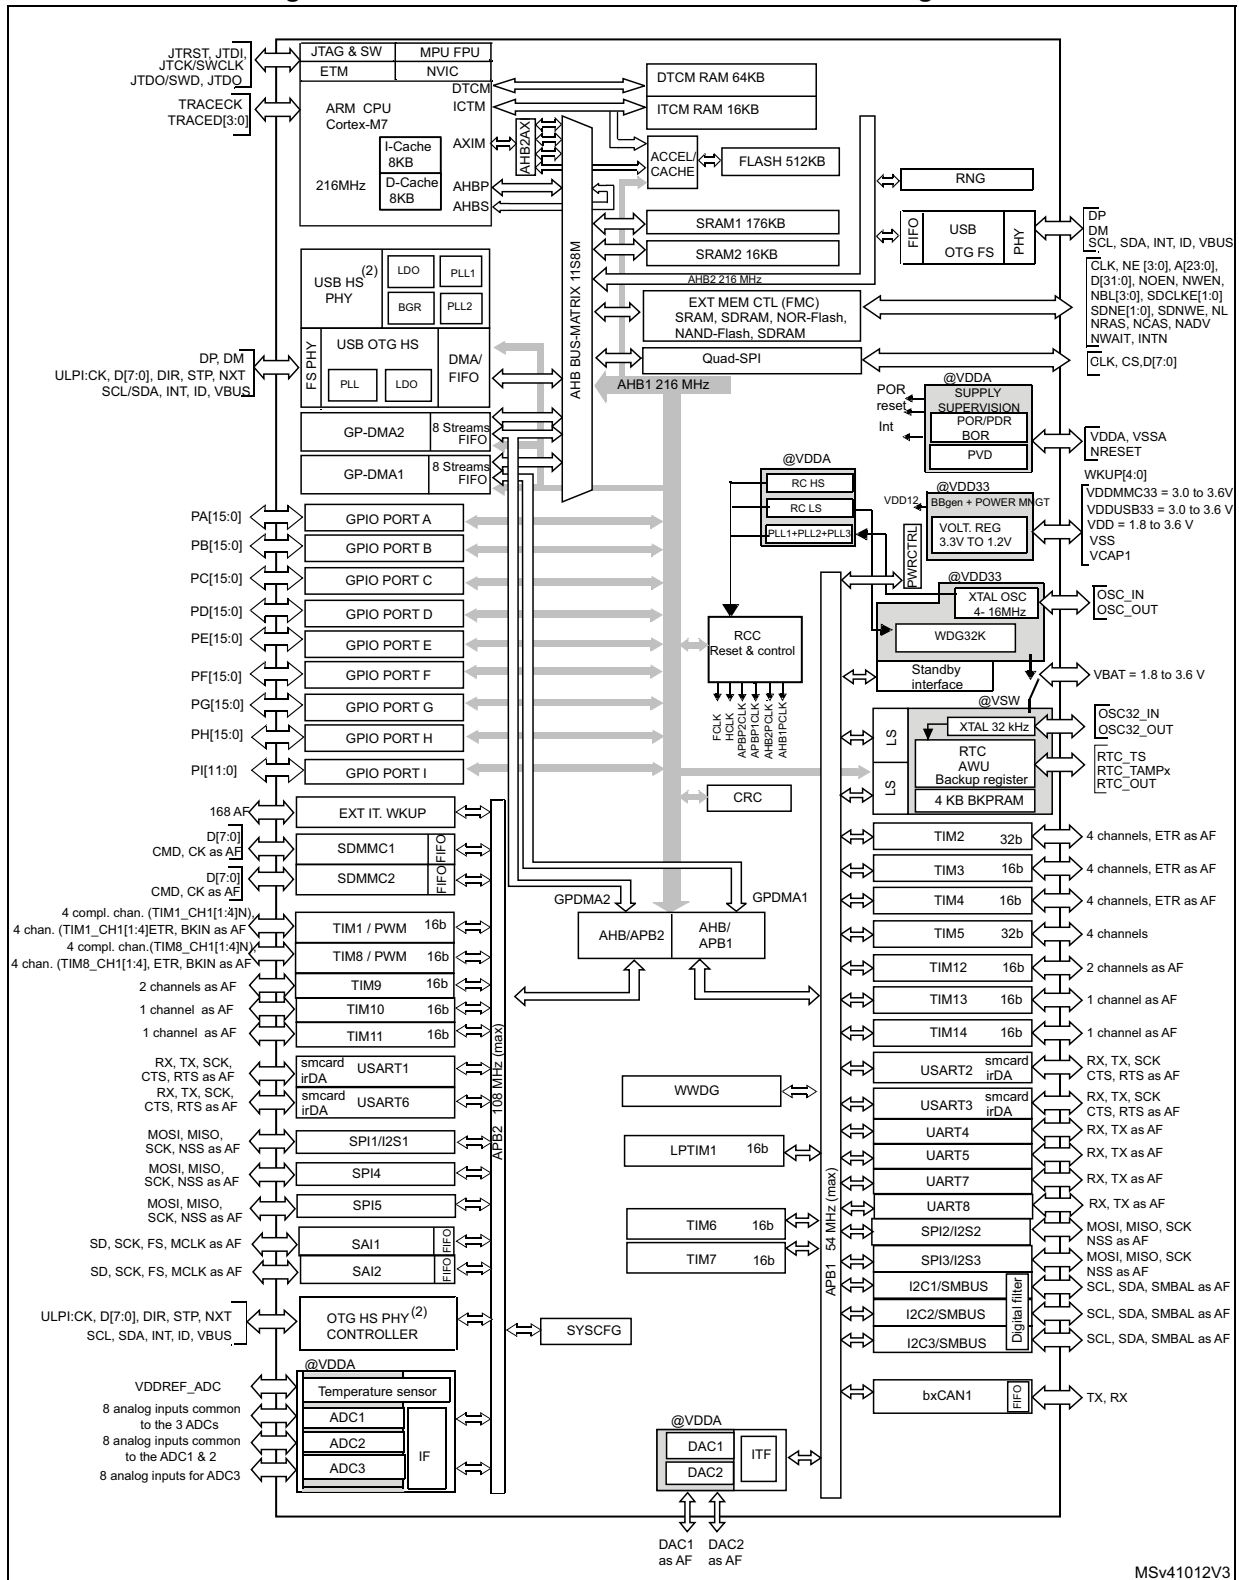 JTRST, JTDI,
JTCK/SWCLK
JTDO/SWD, JTDO
TRACECK
TRACED[3:0]
JTAG & SW
MPU FPU
ETM
NVIC
DTCM
ICTM
ARM CPU
Cortex-M7
AXIM
I-Cache
8KB
216MHz
D-Cache
8KB
AHBP
AHBS
AHB2AX
AHB BUS-MATRIX 11S8M
DTCM RAM 64KB
ITCM RAM 16KB
ACCEL/
CACHE
FLASH 512KB
SRAM1 176KB
SRAM2 16KB
AHB2 216 MHz
EXT MEM CTL (FMC)
SRAM, SDRAM, NOR-Flash,
NAND-Flash, SDRAM
Quad-SPI
AHB1 216 MHz
RNG
FIFO
USB
OTG FS
PHY
DP
DM
SCL, SDA, INT, ID, VBUS
CLK, NE [3:0], A[23:0],
D[31:0], NOEN, NWEN,
NBL[3:0], SDCLKE[1:0]
SDNE[1:0], SDNWE, NL
NRAS, NCAS, NADV
NWAIT, INTN
CLK, CS,D[7:0]
USB HS(2)
PHY
LDO
PLL1
BGR
PLL2
DP, DM
ULPI:CK, D[7:0], DIR, STP, NXT
SCL/SDA, INT, ID, VBUS
FS PHY
USB OTG HS
PLL
LDO
DMA/
FIFO
GP-DMA2
8 Streams
FIFO
GP-DMA1
8 Streams
FIFO
@VDDA
POR
reset
Int
SUPPLY
SUPERVISION
POR/PDR
BOR
PVD
VDDA, VSSA
NRESET
WKUP[4:0]
@VDDA
RC HS
RC LS
PLL1+PLL2+PLL3
@VDD33
VDD12
BBgen + POWER MNGT
VOLT. REG
3.3V TO 1.2V
VDDMMC33 = 3.0 to 3.6V
VDDUSB33 = 3.0 to 3.6 V
VDD = 1.8 to 3.6 V
VSS
VCAP1
PWRCTRL
@VDD33
XTAL OSC
4- 16MHz
WDG32K
OSC_IN
OSC_OUT
Standby
interface
VBAT = 1.8 to 3.6 V
@VSW
LS
LS
XTAL 32 kHz
RTC
AWU
Backup register
4 KB BKPRAM
OSC32_IN
OSC32_OUT
RTC_TS
RTC_TAMPx
RTC_OUT
RCC
Reset & control
FCLK
HCLK
APBP2CLK
APBP1CLK
AHB2PCLK
AHB1PCLK
CRC
PA[15:0]
GPIO PORT A
PB[15:0]
GPIO PORT B
PC[15:0]
GPIO PORT C
PD[15:0]
GPIO PORT D
PE[15:0]
GPIO PORT E
PF[15:0]
GPIO PORT F
PG[15:0]
GPIO PORT G
PH[15:0]
GPIO PORT H
PI[11:0]
GPIO PORT I
168 AF
EXT IT. WKUP
D[7:0]
CMD, CK as AF
SDMMC1
FIFO
D[7:0]
CMD, CK as AF
SDMMC2
FIFO
GPDMA2
GPDMA1
AHB/APB2
AHB/
APB1
4 compl. chan. (TIM1_CH1[1:4]N),
4 chan. (TIM1_CH1[1:4]ETR, BKIN as AF
TIM1 / PWM
16b
4 compl. chan.(TIM8_CH1[1:4]N),
4 chan. (TIM8_CH1[1:4], ETR, BKIN as AF
TIM8 / PWM
16b
2 channels as AF
TIM9
16b
1 channel as AF
TIM10
16b
1 channel as AF
TIM11
16b
RX, TX, SCK,
CTS, RTS as AF
smcard
irDA
USART1
RX, TX, SCK,
CTS, RTS as AF
smcard
irDA
USART6
MOSI, MISO,
SCK, NSS as AF
SPI1/I2S1
MOSI, MISO,
SCK, NSS as AF
SPI4
MOSI, MISO,
SCK, NSS as AF
SPI5
SD, SCK, FS, MCLK as AF
SAI1
FIFO
SD, SCK, FS, MCLK as AF
SAI2
FIFO
ULPI:CK, D[7:0], DIR, STP, NXT
SCL, SDA, INT, ID, VBUS
OTG HS PHY(2)
CONTROLLER
APB2 108 MHz (max)
SYSCFG
@VDDA
VDDREF_ADC
Temperature sensor
8 analog inputs common
to the 3 ADCs
ADC1
8 analog inputs common
to the ADC1 & 2
ADC2
8 analog inputs for ADC3
ADC3
IF
WWDG
LPTIM1
16b
TIM6
16b
TIM7
16b
@VDDA
DAC1
DAC2
ITF
DAC1
as AF
DAC2
as AF
APB1 54 MHz (max)
TIM2
32b
4 channels, ETR as AF
TIM3
16b
4 channels, ETR as AF
TIM4
16b
4 channels, ETR as AF
TIM5
32b
4 channels
TIM12
16b
2 channels as AF
TIM13
16b
1 channel as AF
TIM14
16b
1 channel as AF
USART2
smcard
irDA
RX, TX, SCK
CTS, RTS as AF
USART3
smcard
irDA
RX, TX, SCK
CTS, RTS as AF
UART4
RX, TX as AF
UART5
RX, TX as AF
UART7
RX, TX as AF
UART8
RX, TX as AF
SPI2/I2S2
MOSI, MISO, SCK
NSS as AF
SPI3/I2S3
MOSI, MISO, SCK
NSS as AF
I2C1/SMBUS
SCL, SDA, SMBAL as AF
I2C2/SMBUS
SCL, SDA, SMBAL as AF
I2C3/SMBUS
SCL, SDA, SMBAL as AF
Digital filter
bxCAN1
FIFO
TX, RX
MSv41012V3